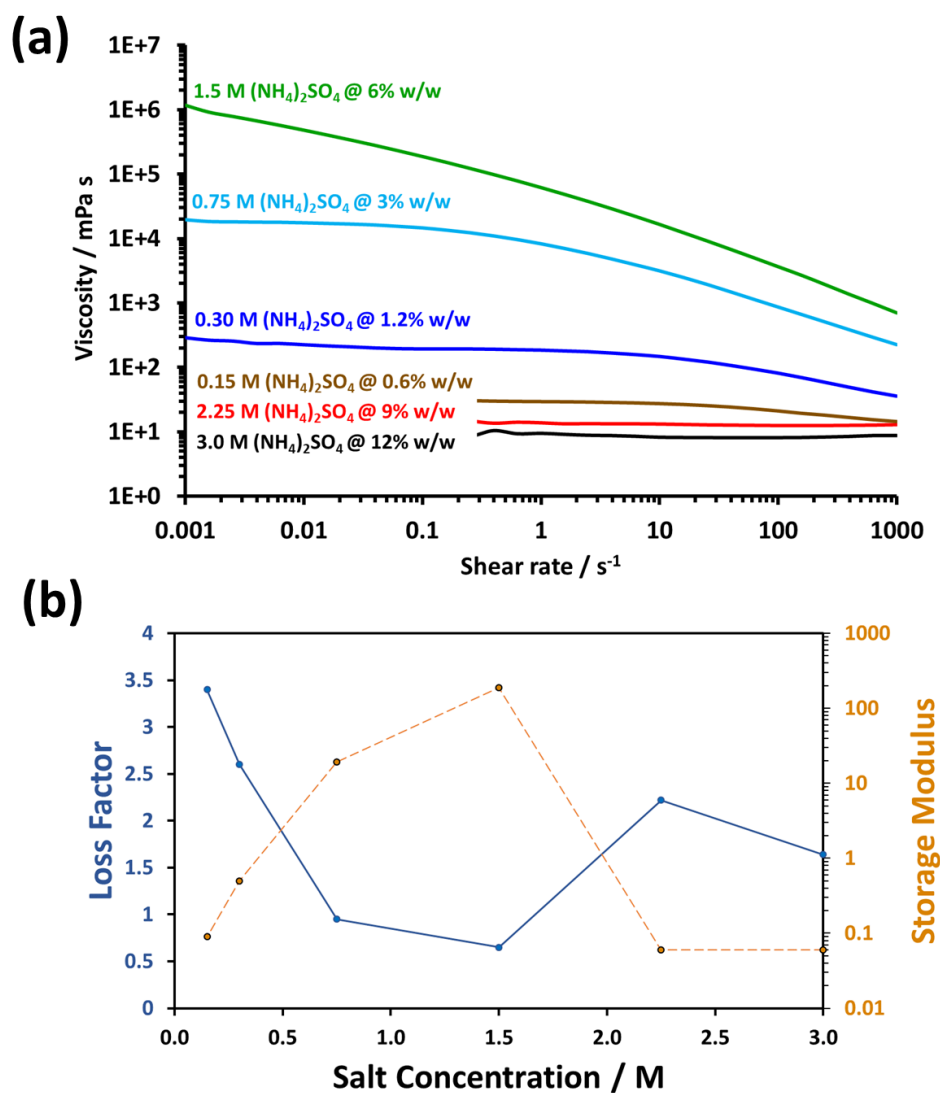 (a)
1E+7
1E+6
1E+5
1E+4
1E+3
1E+2
1E+1
1E+0
Viscosity / mPa s
1.5 M (NH₄)₂SO₄ @ 6% w/w
0.75 M (NH₄)₂SO₄ @ 3% w/w
0.30 M (NH₄)₂SO₄ @ 1.2% w/w
0.15 M (NH₄)₂SO₄ @ 0.6% w/w
2.25 M (NH₄)₂SO₄ @ 9% w/w
3.0 M (NH₄)₂SO₄ @ 12% w/w
0.001 0.01 0.1 1 10 100 1000
Shear rate / s⁻¹
(b)
4
3.5
3
2.5
2
1.5
1
0.5
0
Loss Factor
1000
100
10
1
0.1
0.01
Storage Modulus
0.0 0.5 1.0 1.5 2.0 2.5 3.0
Salt Concentration / M